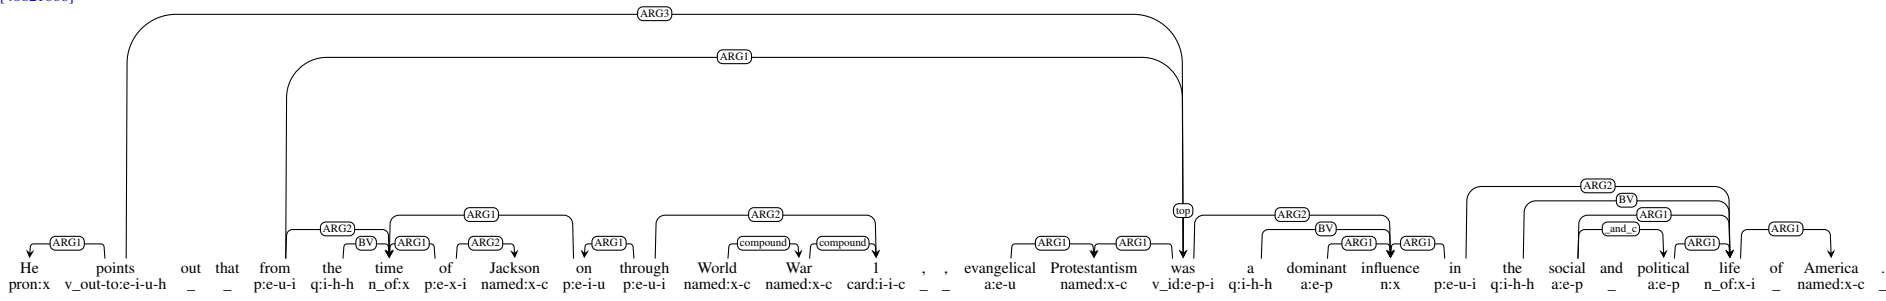 ARG3
ARG1
top
ARG2
BV
ARG1
ARG1 ARG2 ARG2
ARG2 BV _and_c
ARG1 BV ARG1 ARG2 ARG1 compound compound ARG1 ARG1 ARG1 ARG1 ARG1 ARG1
He points out that from the time of Jackson on through World War 1 , , evangelical Protestantism was a dominant influence in the social and political life of America .
pron:x v_out-to:e-i-u-h _ _ p:e-u-i q:i-h-h n_of:x p:e-x-i named:x-c p:e-i-u p:e-u-i named:x-c named:x-c card:i-i-c _ _ a:e-u named:x-c v_id:e-p-i q:i-h-h a:e-p n:x p:e-u-i q:i-h-h a:e-p _ a:e-p n_of:x-i _ named:x-c _